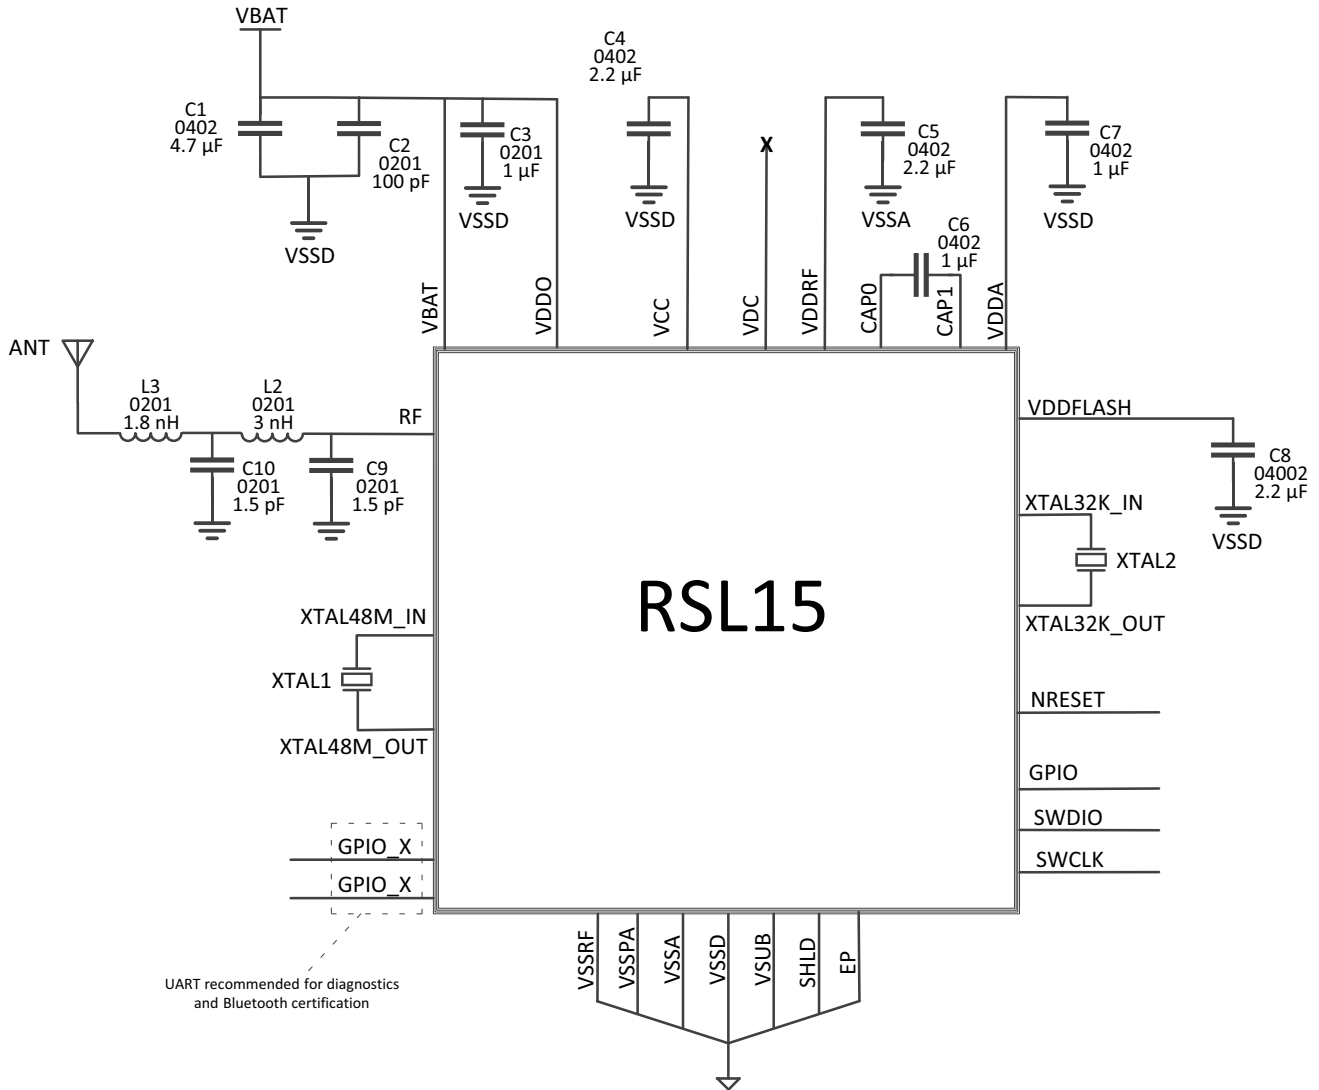 VBAT
C4
0402
2.2 µF
C1
0402
4.7 µF
C2
0201
100 pF
C3
0201
1 µF
X
C5
0402
2.2 µF
C7
0402
1 µF
VSSD
VSSD
VSSD
VSSA
VSSD
C6
0402
1 µF
VBAT
VDDO
VCC
VDC
VDDRF
CAP0
CAP1
VDDA
ANT
L3
0201
1.8 nH
L2
0201
3 nH
RF
C10
0201
1.5 pF
C9
0201
1.5 pF
VDDFLASH
C8
04002
2.2 µF
VSSD
XTAL32K_IN
XTAL2
XTAL32K_OUT
RSL15
XTAL48M_IN
XTAL1
XTAL48M_OUT
NRESET
GPIO
SWDIO
SWCLK
GPIO_X
GPIO_X
UART recommended for diagnostics
and Bluetooth certification
VSSRF
VSSPA
VSSA
VSSD
VSUB
SHLD
EP